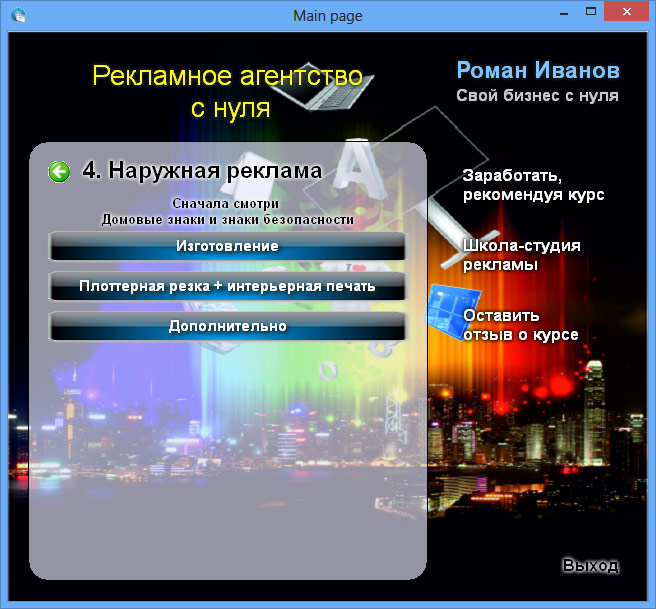 Main page
Рекламное агентство
с нуля
Роман Иванов
Свой бизнес с нуля
4. Наружная реклама
Сначала смотри
Домовые знаки и знаки безопасности
Изготовление
Плоттерная резка + интерьерная печать
Дополнительно
Заработать,
рекомендуя курс
Школа-студия
рекламы
Оставить
отзыв о курсе
Выход